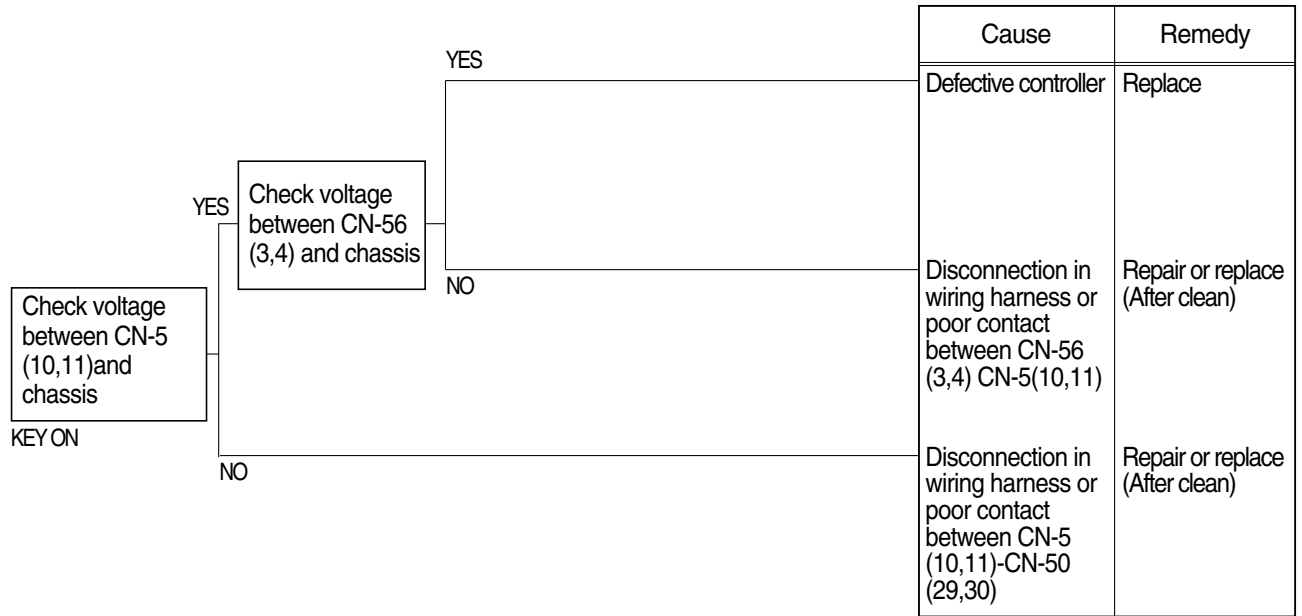 Cause
Remedy
YES
Defective controller
Replace
YES
Check voltage
between CN-56
(3,4) and chassis
NO
Disconnection in
wiring harness or
poor contact
between CN-56
(3,4) CN-5(10,11)
Repair or replace
(After clean)
Check voltage
between CN-5
(10,11)and
chassis
KEY ON
NO
Disconnection in
wiring harness or
poor contact
between CN-5
(10,11)-CN-50
(29,30)
Repair or replace
(After clean)